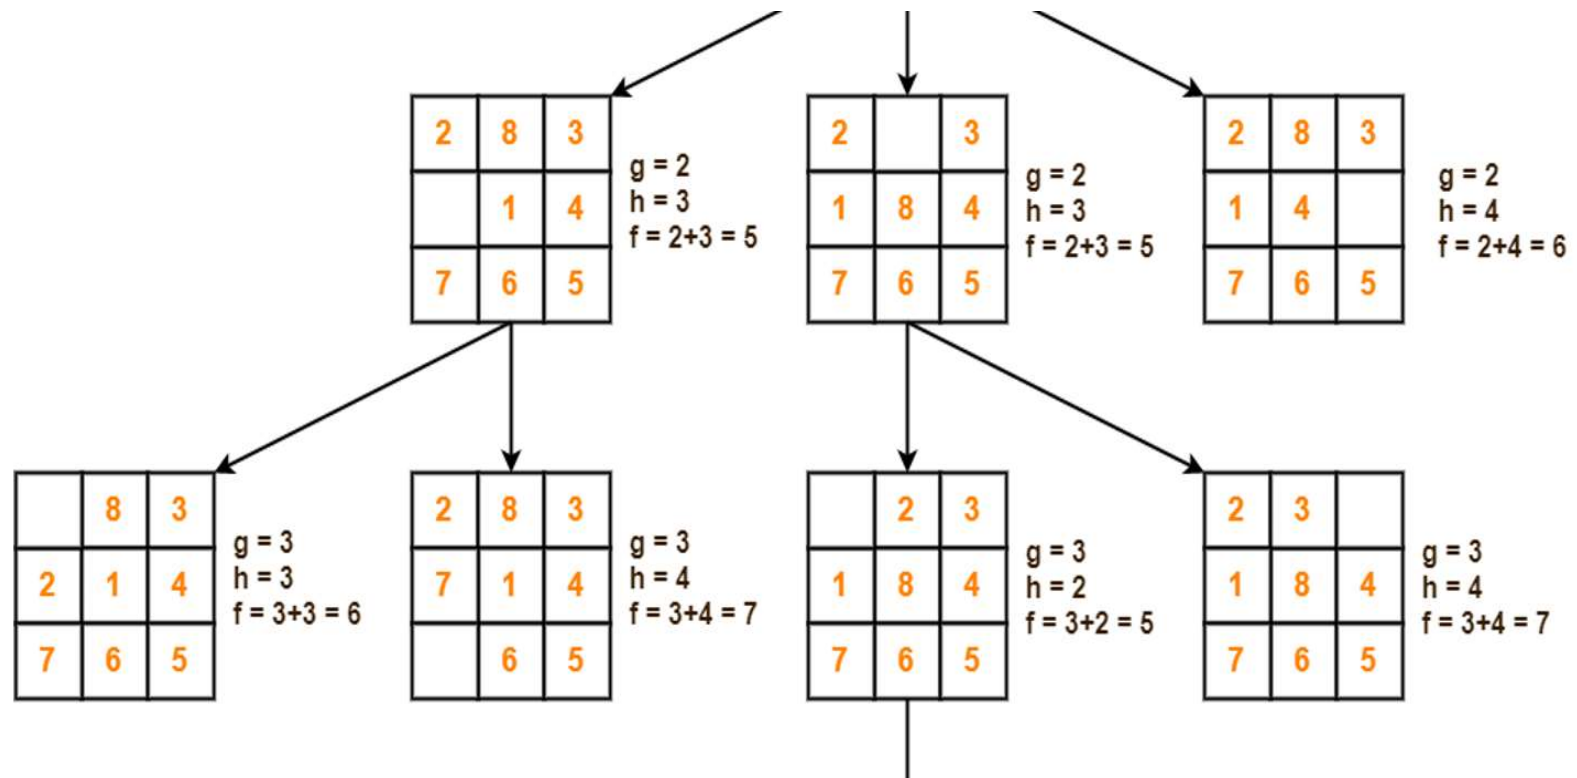 2 8 3
1 4
7 6 5
g = 2
h = 3
f = 2+3 = 5
2 3
1 8 4
7 6 5
g = 2
h = 3
f = 2+3 = 5
2 8 3
1 4
7 6 5
g = 2
h = 4
f = 2+4 = 6
8 3
2 1 4
7 6 5
g = 3
h = 3
f = 3+3 = 6
2 8 3
7 1 4
6 5
g = 3
h = 4
f = 3+4 = 7
2 3
1 8 4
7 6 5
g = 3
h = 2
f = 3+2 = 5
2 3
1 8 4
7 6 5
g = 3
h = 4
f = 3+4 = 7